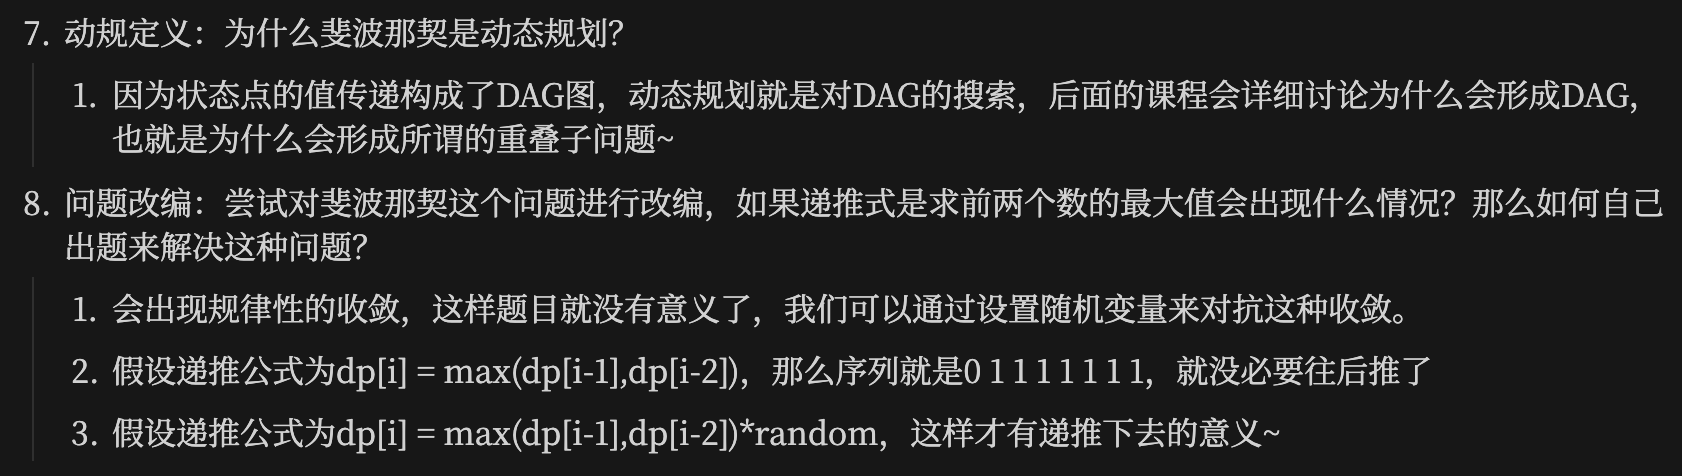 7. 动规定义：为什么斐波那契是动态规划？
1. 因为状态点的值传递构成了DAG图，动态规划就是对DAG的搜索，后面的课程会详细讨论为什么会形成DAG，
也就是为什么会形成所谓的重叠子问题~
8. 问题改编：尝试对斐波那契这个问题进行改编，如果递推式是求前两个数的最大值会出现什么情况？那么如何自己
出题来解决这种问题？
1. 会出现规律性的收敛，这样题目就没有意义了，我们可以通过设置随机变量来对抗这种收敛。
2. 假设递推公式为dp[i] = max(dp[i-1],dp[i-2])，那么序列就是0 1 1 1 1 1 1 1，就没必要往后推了
3. 假设递推公式为dp[i] = max(dp[i-1],dp[i-2])*random，这样才有递推下去的意义~